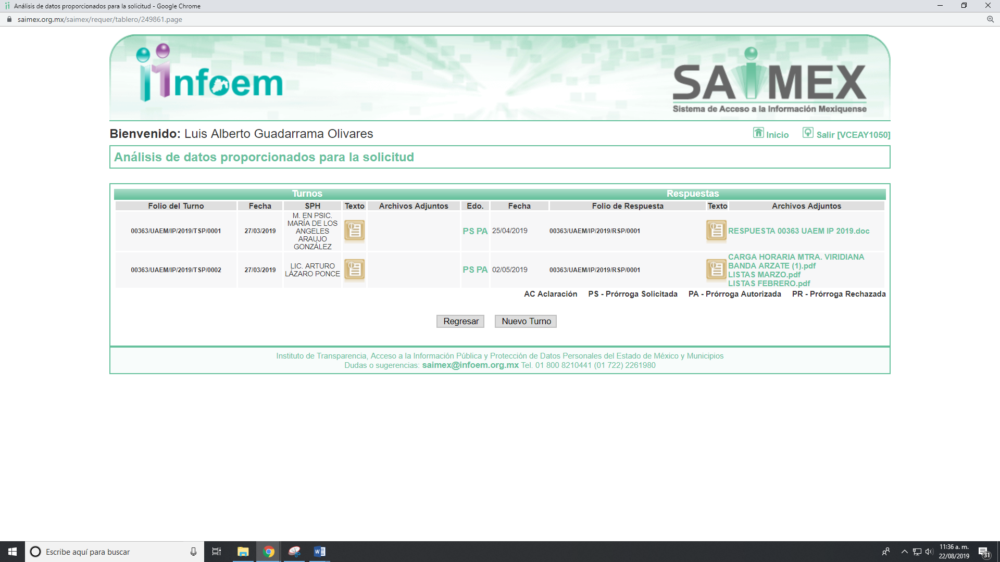 Análisis de datos proporcionados para la solicitud - Google Chrome
saimex.org.mx/saimex/requer/tablero/249861.page
infoem
SAIMEX
Sistema de Acceso a la Información Mexiquense
Bienvenido: Luis Alberto Guadarrama Olivares
Inicio
Salir [VCEAY1050]
Análisis de datos proporcionados para la solicitud
Turnos
Respuestas
Folio del Turno
Fecha
SPH
Texto
Archivos Adjuntos
Edo.
Fecha
Folio de Respuesta
Texto
Archivos Adjuntos
00363/UAEM/IP/2019/TSP/0001
27/03/2019
M. EN PSIC.
MARÍA DE LOS
ANGELES
ARAUJO
GONZÁLEZ
PS PA
25/04/2019
00363/UAEM/IP/2019/RSP/0001
RESPUESTA 00363 UAEM IP 2019.doc
00363/UAEM/IP/2019/TSP/0002
27/03/2019
LIC. ARTURO
LÁZARO PONCE
PS PA
02/05/2019
00363/UAEM/IP/2019/RSP/0001
CARGA HORARIA MTRA. VIRIDIANA
BANDA ARZATE (1).pdf
LISTAS MARZO.pdf
LISTAS FEBRERO.pdf
AC Aclaración
PS - Prórroga Solicitada
PA - Prórroga Autorizada
PR - Prórroga Rechazada
Regresar
Nuevo Turno
Instituto de Transparencia, Acceso a la Información Pública y Protección de Datos Personales del Estado de México y Municipios
Dudas o sugerencias: saimex@infoem.org.mx Tel. 01 800 8210441 (01 722) 2261980
Escribe aquí para buscar
11:36 a. m.
22/08/2019
31